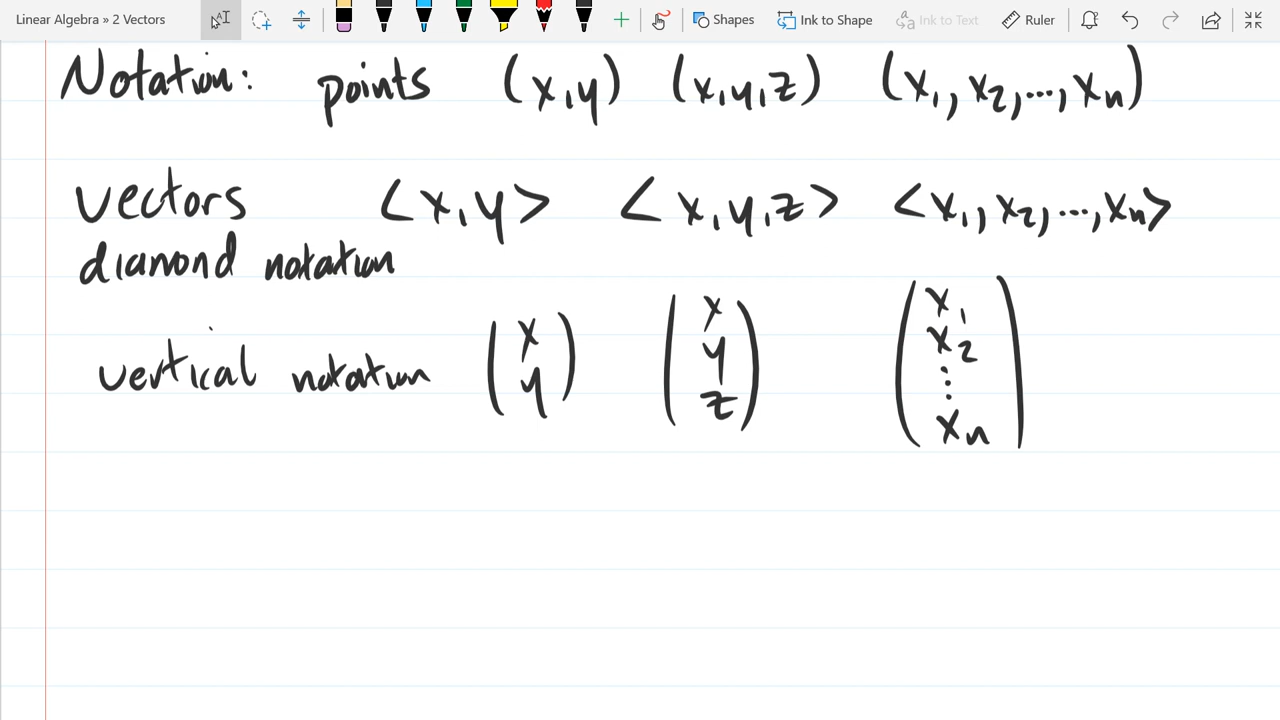 Linear Algebra » 2 Vectors Shapes Ink to Shape Ink to Text Ruler
Notation: points (x,y) (x,y,z) (x₁,x₂,...,xₙ)
vectors <x,y> <x,y,z> <x₁,x₂,...,xₙ>
diamond notation
vertical notation (x y) (x y z) (x₁ x₂ ⋮ xₙ)